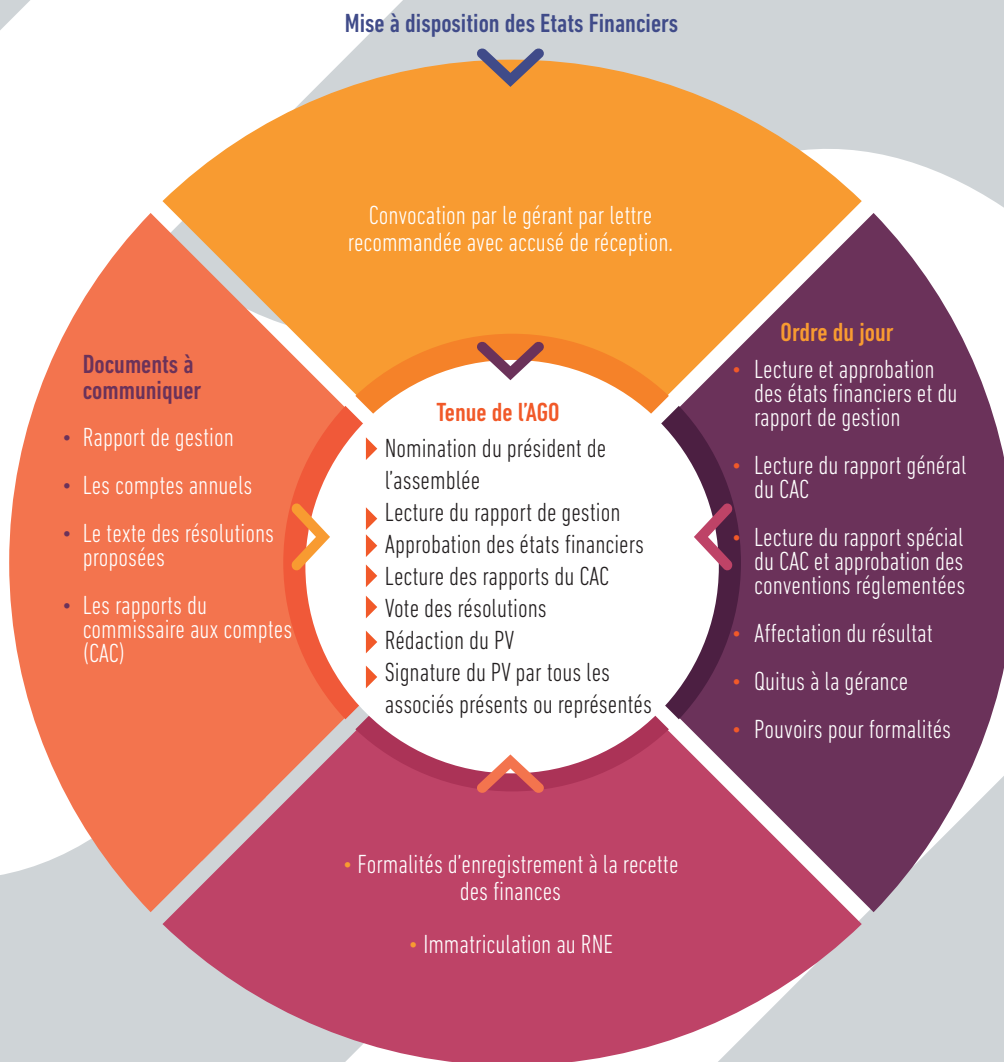 Mise à disposition des Etats Financiers
Convocation par le gérant par lettre
recommandée avec accusé de réception.
Documents à
communiquer
• Rapport de gestion
• Les comptes annuels
• Le texte des résolutions
proposées
• Les rapports du
commissaire aux comptes
(CAC)
Tenue de l'AGO
Nomination du président de
l'assemblée
Lecture du rapport de gestion
Approbation des états financiers
Lecture des rapports du CAC
Vote des résolutions
Rédaction du PV
Signature du PV par tous les
associés présents ou représentés
Ordre du jour
• Lecture et approbation
des états financiers et du
rapport de gestion
• Lecture du rapport général
du CAC
• Lecture du rapport spécial
du CAC et approbation des
conventions réglementées
• Affectation du résultat
• Quitus à la gérance
• Pouvoirs pour formalités
• Formalités d'enregistrement à la recette
des finances
• Immatriculation au RNE